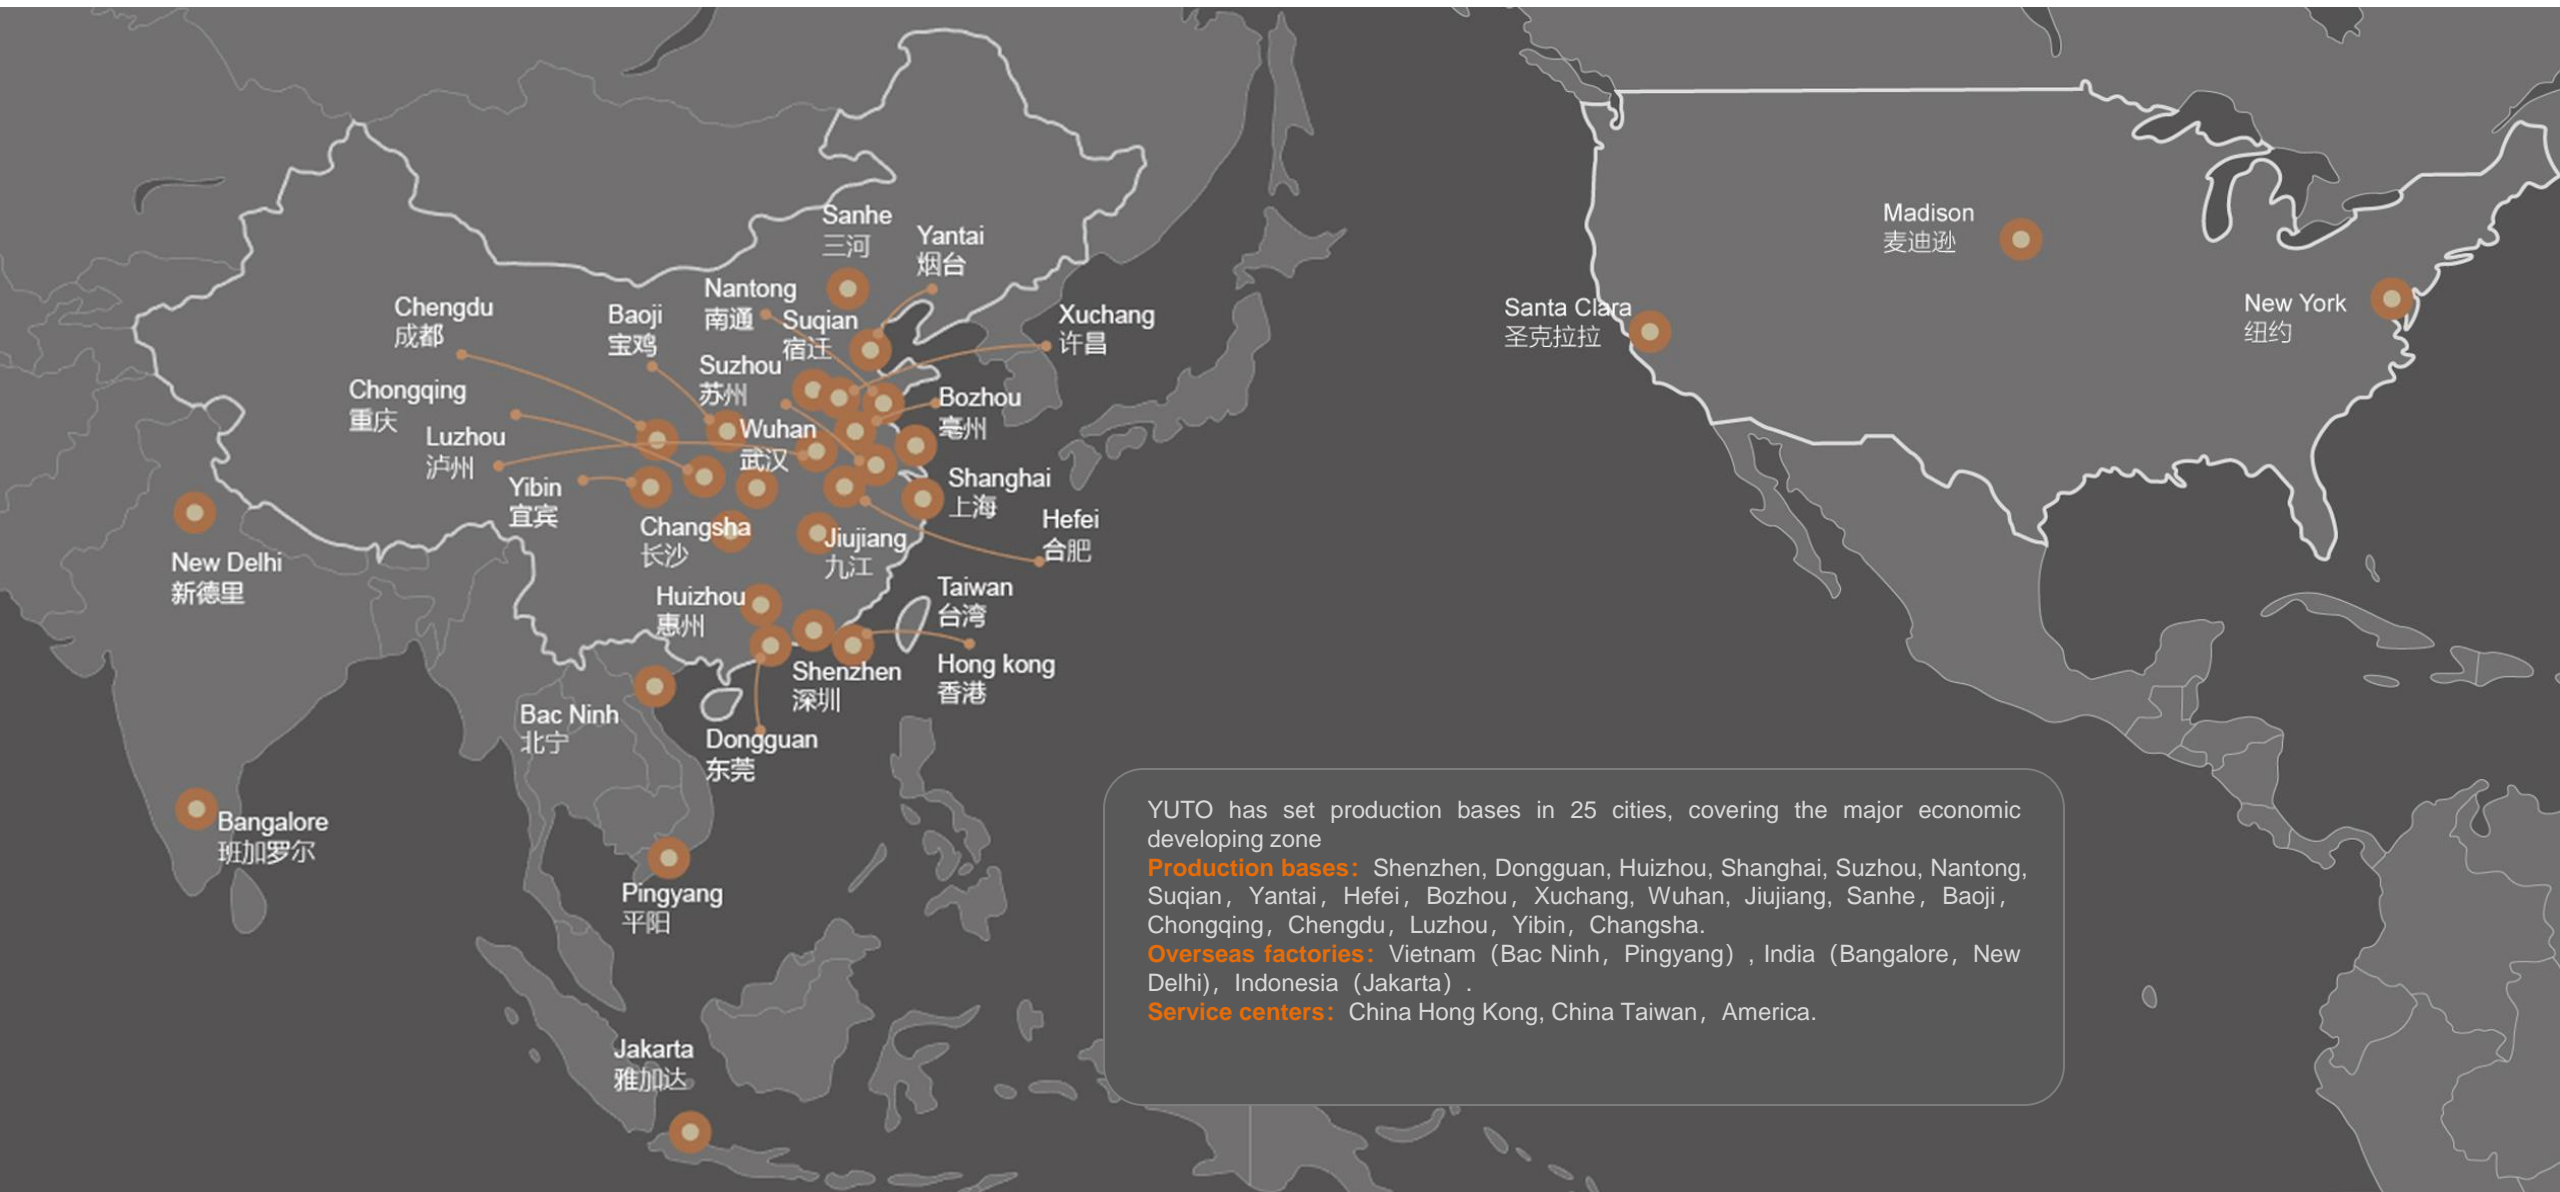 Sanhe
三河
Yantai
烟台
Nantong
南通
Suqian
宿迁
Chengdu
成都
Baoji
宝鸡
Xuchang
许昌
Suzhou
苏州
Chongqing
重庆
Bozhou
亳州
Luzhou
泸州
Wuhan
武汉
Yibin
宜宾
Shanghai
上海
Changsha
长沙
Jiujiang
九江
Hefei
合肥
New Delhi
新德里
Huizhou
惠州
Taiwan
台湾
Shenzhen
深圳
Hong kong
香港
Bac Ninh
北宁
Dongguan
东莞
Bangalore
班加罗尔
Pingyang
平阳
Jakarta
雅加达
Madison
麦迪逊
Santa Clara
圣克拉拉
New York
纽约
YUTO has set production bases in 25 cities, covering the major economic
developing zone
Production bases：Shenzhen, Dongguan, Huizhou, Shanghai, Suzhou, Nantong,
Suqian，Yantai，Hefei，Bozhou，Xuchang, Wuhan, Jiujiang, Sanhe，Baoji，
Chongqing，Chengdu，Luzhou，Yibin，Changsha.
Overseas factories：Vietnam（Bac Ninh，Pingyang）, India（Bangalore，New
Delhi)，Indonesia（Jakarta）.
Service centers：China Hong Kong, China Taiwan，America.